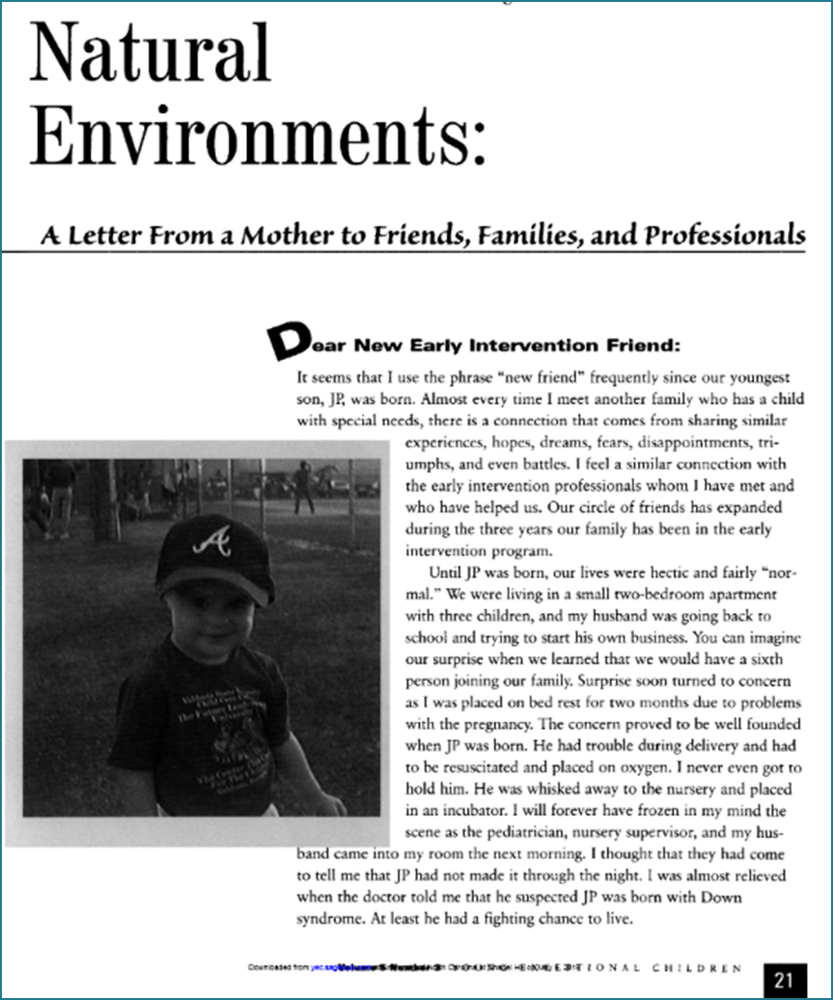 Natural
Environments:
A Letter From a Mother to Friends, Families, and Professionals
Dear New Early Intervention Friend:
It seems that I use the phrase “new friend” frequently since our youngest
son, JP, was born. Almost every time I meet another family who has a child
with special needs, there is a connection that comes from sharing similar
experiences, hopes, dreams, fears, disappointments, tri-
umphs, and even battles. I feel a similar connection with
the early intervention professionals whom I have met and
who have helped us. Our circle of friends has expanded
during the three years our family has been in the early
intervention program.
Until JP was born, our lives were hectic and fairly “nor-
mal.” We were living in a small two-bedroom apartment
with three children, and my husband was going back to
school and trying to start his own business. You can imagine
our surprise when we learned that we would have a sixth
person joining our family. Surprise soon turned to concern
as I was placed on bed rest for two months due to problems
with the pregnancy. The concern proved to be well founded
when JP was born. He had trouble during delivery and had
to be resuscitated and placed on oxygen. I never even got to
hold him. He was whisked away to the nursery and placed
in an incubator. I will forever have frozen in my mind the
scene as the pediatrician, nursery supervisor, and my hus-
band came into my room the next morning. I thought that they had come
to tell me that JP had not made it through the night. I was almost relieved
when the doctor told me that he suspected JP was born with Down
syndrome. At least he had a fighting chance to live.
A
The Future Leaders
University
Downloaded from
Volume 5 Number 3
CHILDREN
21